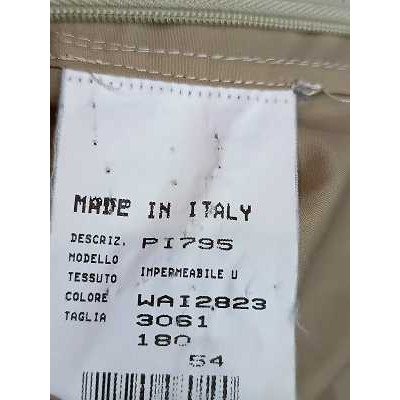 MADE IN ITALY
DESCRIZ. PI795
MODELLO
TESSUTO IMPERMEABILE U
COLORE WAI2823
TAGLIA 3061
180
54